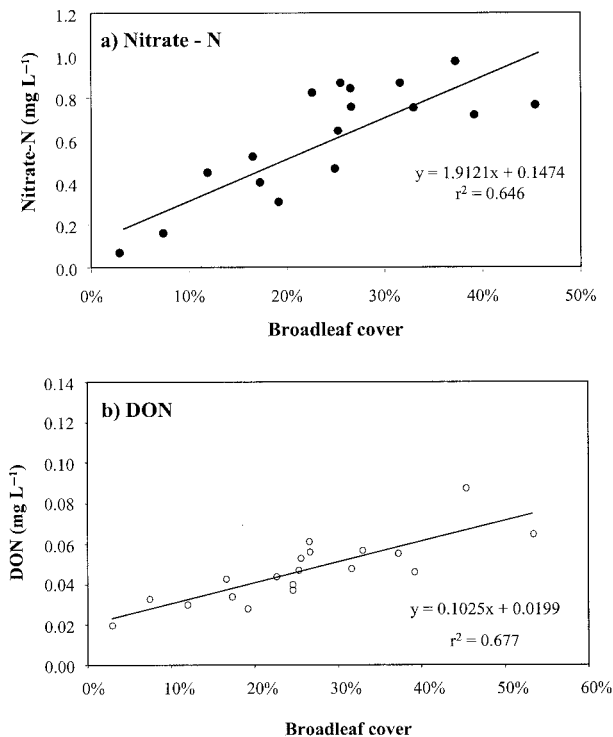 a) Nitrate - N
1.2
1.0
0.8
0.6
0.4
0.2
0.0
Nitrate-N (mg L⁻¹)
y = 1.9121x + 0.1474
r² = 0.646
0% 10% 20% 30% 40% 50%
Broadleaf cover
b) DON
0.14
0.12
0.10
0.08
0.06
0.04
0.02
0.00
DON (mg L⁻¹)
y = 0.1025x + 0.0199
r² = 0.677
0% 10% 20% 30% 40% 50% 60%
Broadleaf cover